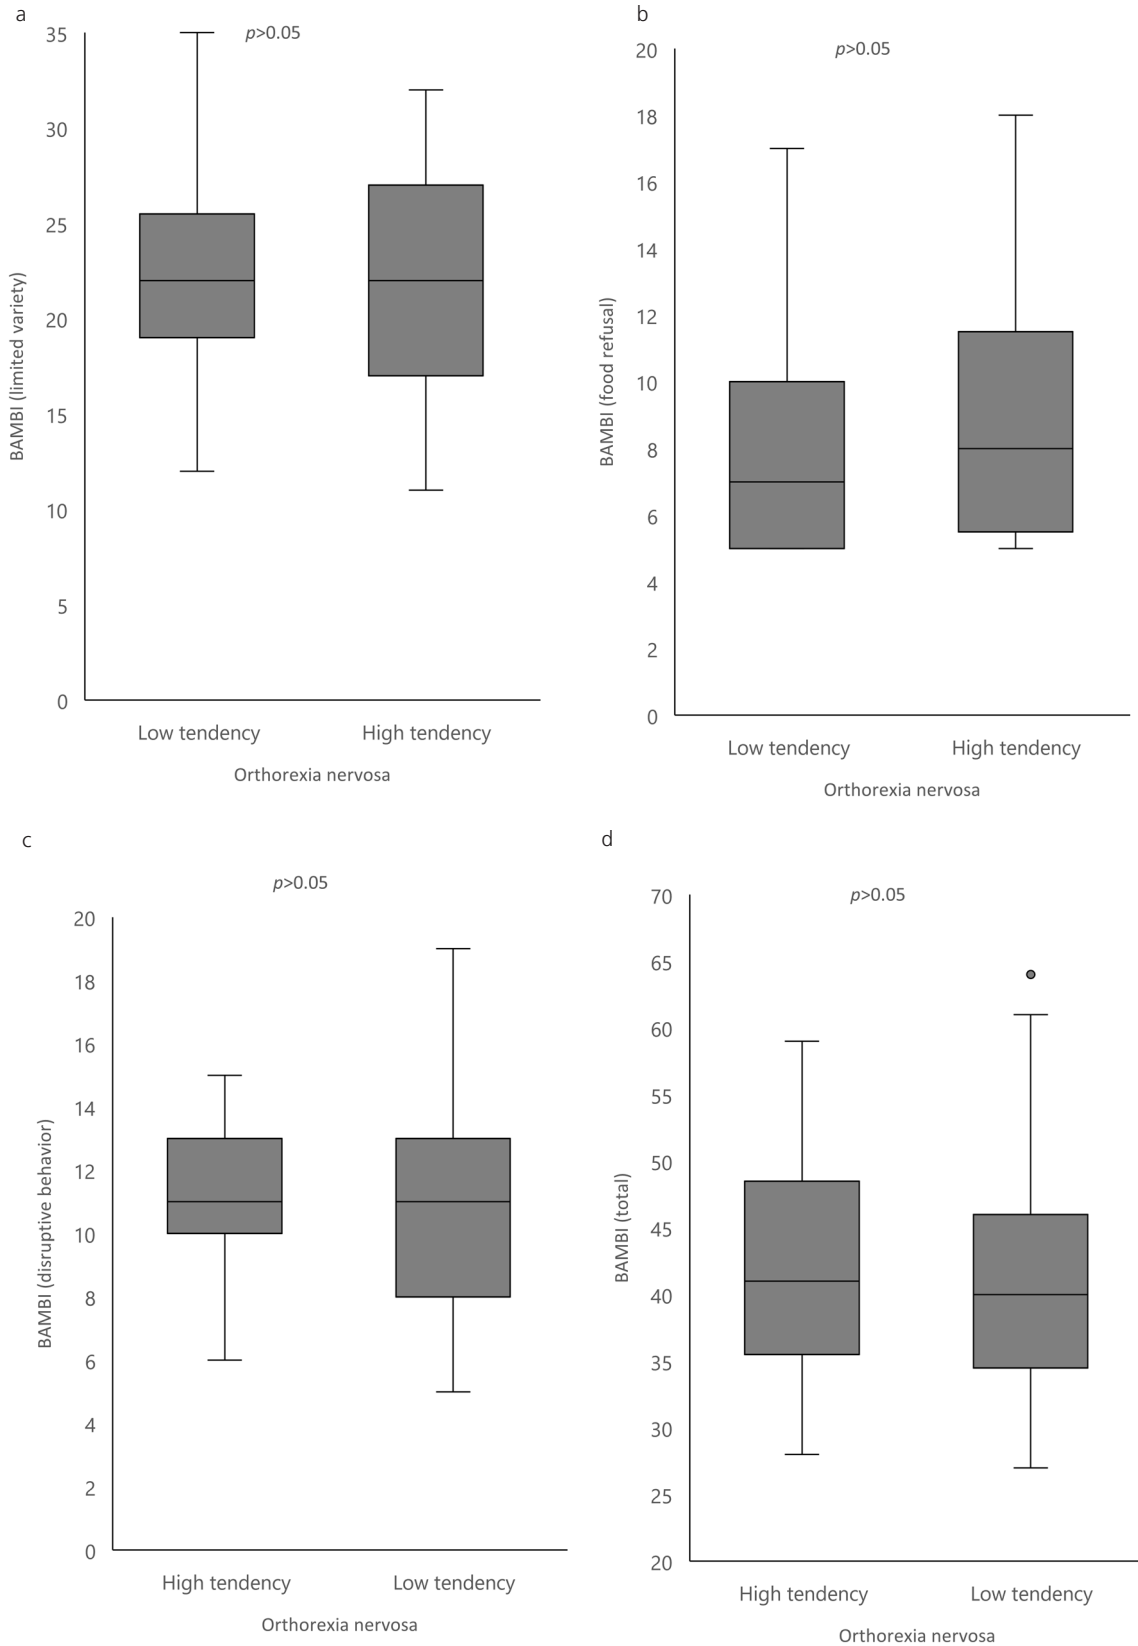 a
p>0.05
35
30
25
20
15
10
5
0
BAMBI (limited variety)
Low tendency
High tendency
Orthorexia nervosa
b
p>0.05
20
18
16
14
12
10
8
6
4
2
0
BAMBI (food refusal)
Low tendency
High tendency
Orthorexia nervosa
c
p>0.05
20
18
16
14
12
10
8
6
4
2
0
BAMBI (disruptive behavior)
High tendency
Low tendency
Orthorexia nervosa
d
p>0.05
70
65
60
55
50
45
40
35
30
25
20
BAMBI (total)
High tendency
Low tendency
Orthorexia nervosa